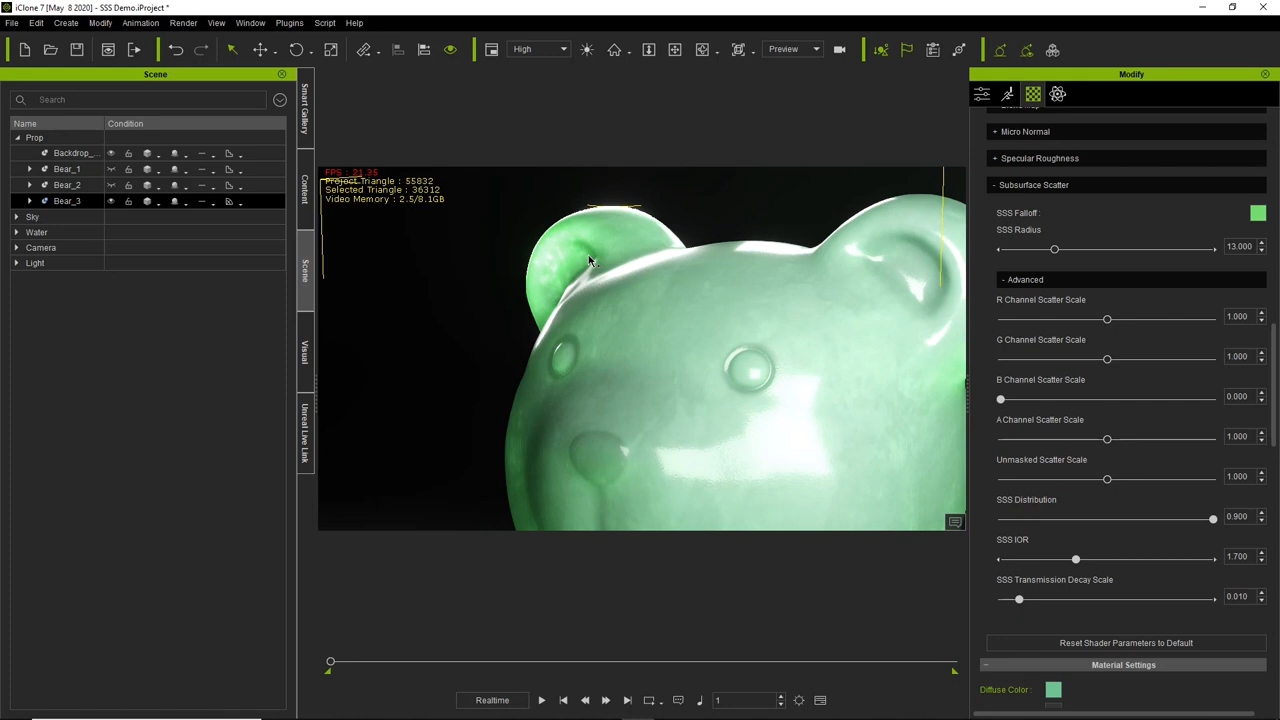 iClone 7 [May 8 2020] - SSS Demo.iProject *
File Edit Create Modify Animation Render View Window Plugins Script Help
High
Preview
Scene
Search
Name Condition
Prop
Backdrop_...
Bear_1
Bear_2
Bear_3
Sky
Water
Camera
Light
Smart Gallery
Content
Scene
Visual
Unreal Live Link
FPS : 21.35
Project Triangle : 55832
Selected Triangle : 36312
Video Memory : 2.5/8.1GB
Realtime
1
Modify
+ Micro Normal
+ Specular Roughness
- Subsurface Scatter
SSS Falloff :
SSS Radius
13.000
- Advanced
R Channel Scatter Scale
1.000
G Channel Scatter Scale
1.000
B Channel Scatter Scale
0.000
A Channel Scatter Scale
1.000
Unmasked Scatter Scale
1.000
SSS Distribution
0.900
SSS IOR
1.700
SSS Transmission Decay Scale
0.010
Reset Shader Parameters to Default
Material Settings
Diffuse Color :